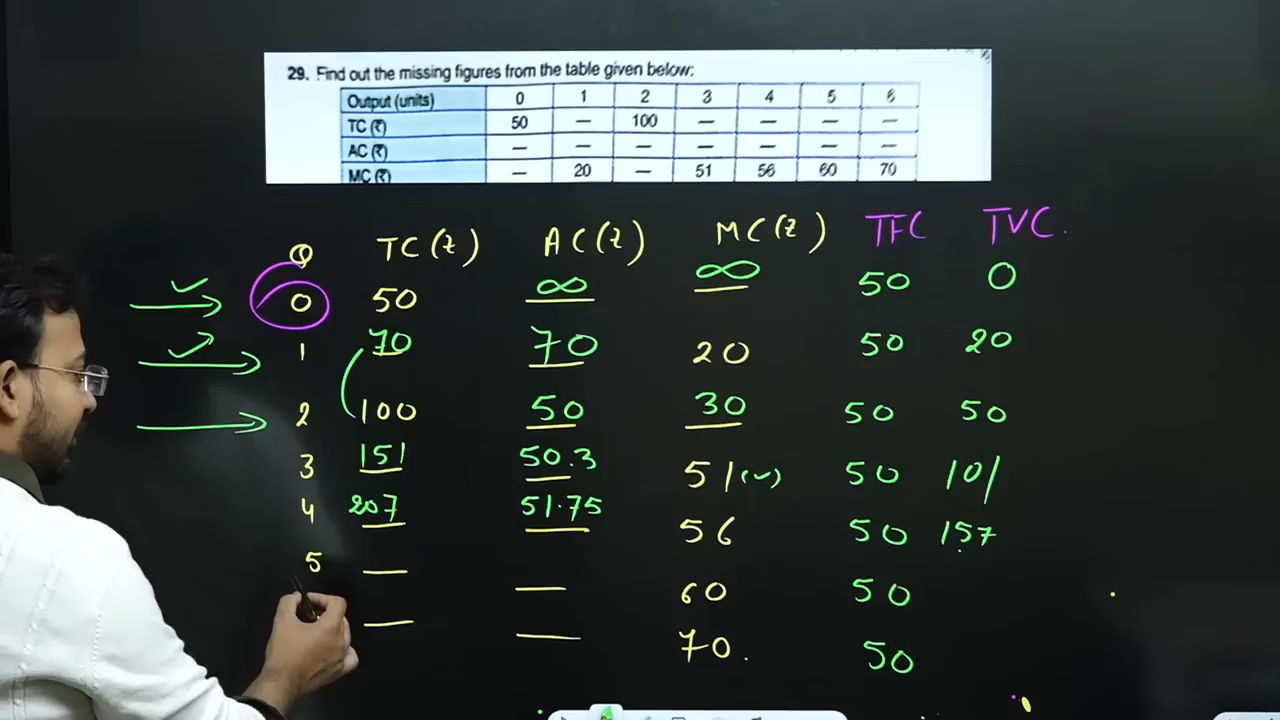 29. Find out the missing figures from the table given below:
Output (units) 0 1 2 3 4 5 6
TC (₹) 50 — 100 — — — —
AC (₹) — — — — — — —
MC (₹) — 20 — 51 56 60 70
Q TC (₹) AC (₹) MC (₹) TFC TVC.
0 50 ∞ ∞ 50 0
1 70 70 20 50 20
2 100 50 30 50 50
3 151 50.3 51 (✓) 50 101
4 207 51.75 56 50 157
5 — — 60 50
— — 70. 50